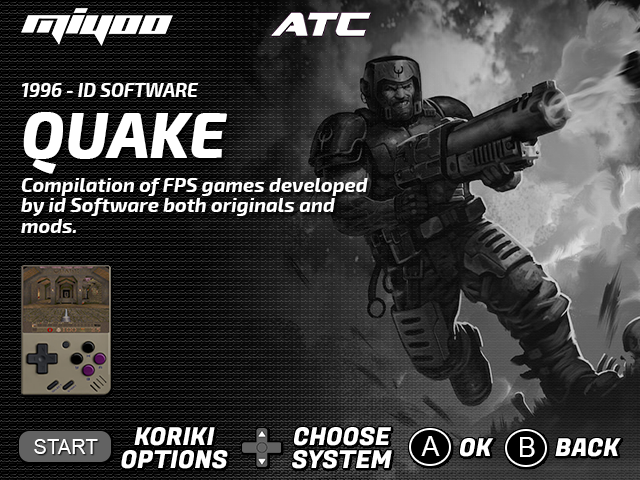 miyoo
ATC
1996 - ID SOFTWARE
QUAKE
Compilation of FPS games developed
by id Software both originals and
mods.
START
KORIKI
OPTIONS
CHOOSE
SYSTEM
A
OK
B
BACK